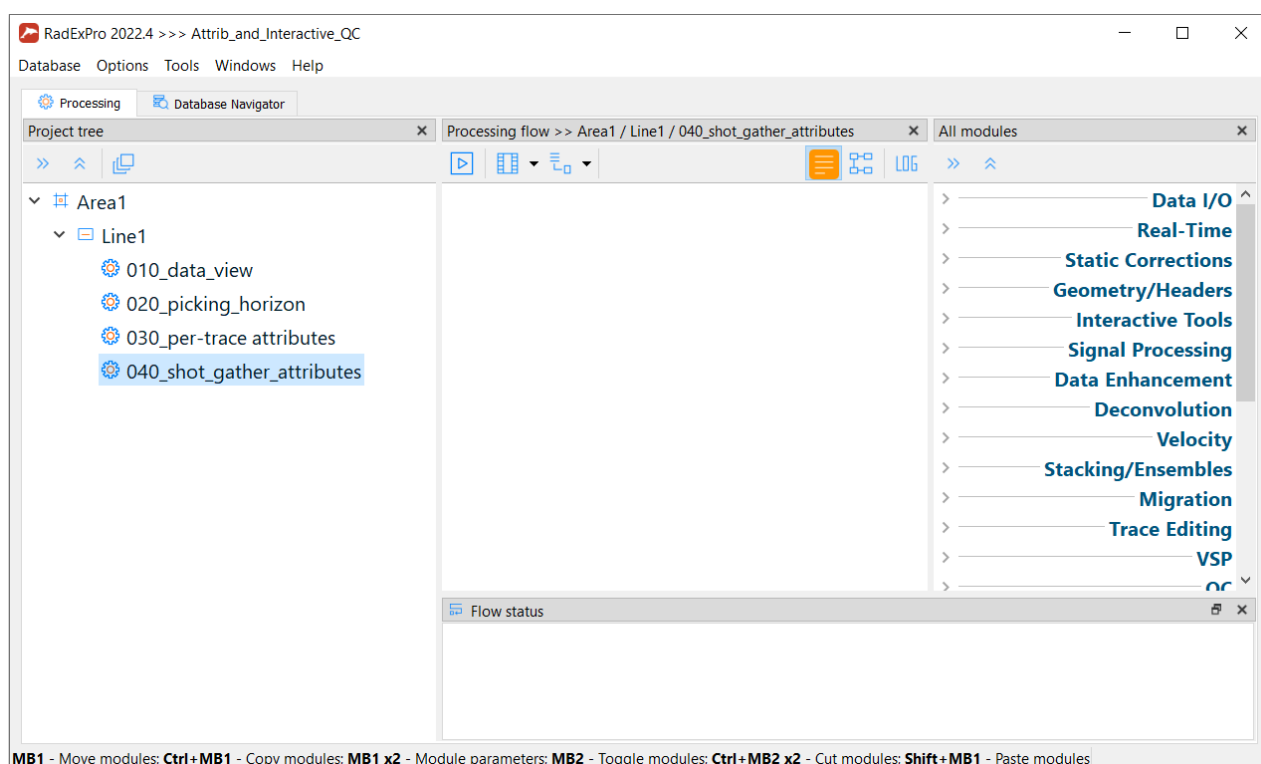 RadExPro 2022.4 >>> Attrib_and_Interactive_QC
Database Options Tools Windows Help
Processing Database Navigator
Project tree
Area1
Line1
010_data_view
020_picking_horizon
030_per-trace attributes
040_shot_gather_attributes
Processing flow >> Area1 / Line1 / 040_shot_gather_attributes
LOG
All modules
Data I/O
Real-Time
Static Corrections
Geometry/Headers
Interactive Tools
Signal Processing
Data Enhancement
Deconvolution
Velocity
Stacking/Ensembles
Migration
Trace Editing
VSP
QC
Flow status
MB1 - Move modules; Ctrl+MB1 - Copy modules; MB1 x2 - Module parameters; MB2 - Toggle modules; Ctrl+MB2 x2 - Cut modules; Shift+MB1 - Paste modules